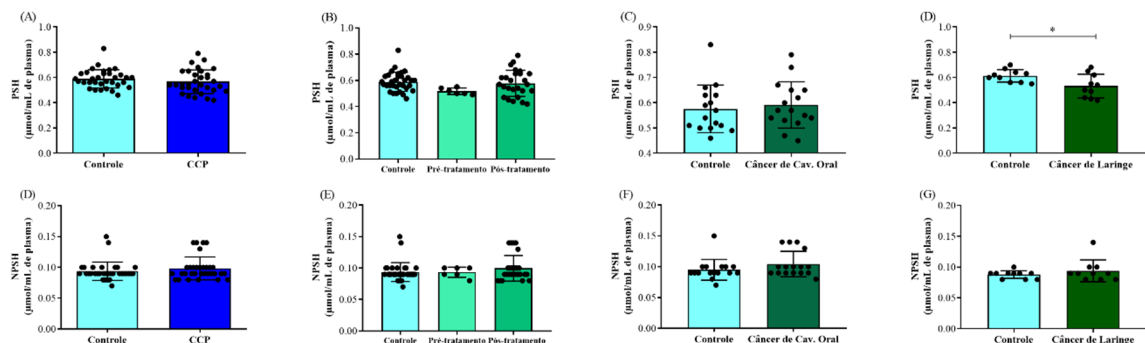 (A)
PSH
(µmol/mL de plasma)
1.0
0.8
0.6
0.4
0.2
0.0
Controle
CCP
(B)
PSH
(µmol/mL de plasma)
1.0
0.8
0.6
0.4
0.2
0.0
Controle
Pré-tratamento
Pós-tratamento
(C)
PSH
(µmol/mL de plasma)
0.9
0.8
0.7
0.6
0.5
0.4
Controle
Câncer de Cav. Oral
(D)
*
PSH
(µmol/mL de plasma)
1.0
0.8
0.6
0.4
0.2
0.0
Controle
Câncer de Laringe
(D)
NPSH
(µmol/mL de plasma)
0.20
0.15
0.10
0.05
0.00
Controle
CCP
(E)
NPSH
(µmol/mL de plasma)
0.20
0.15
0.10
0.05
0.00
Controle
Pré-tratamento
Pós-tratamento
(F)
NPSH
(µmol/mL de plasma)
0.20
0.15
0.10
0.05
0.00
Controle
Câncer de Cav. Oral
(G)
NPSH
(µmol/mL de plasma)
0.20
0.15
0.10
0.05
0.00
Controle
Câncer de Laringe